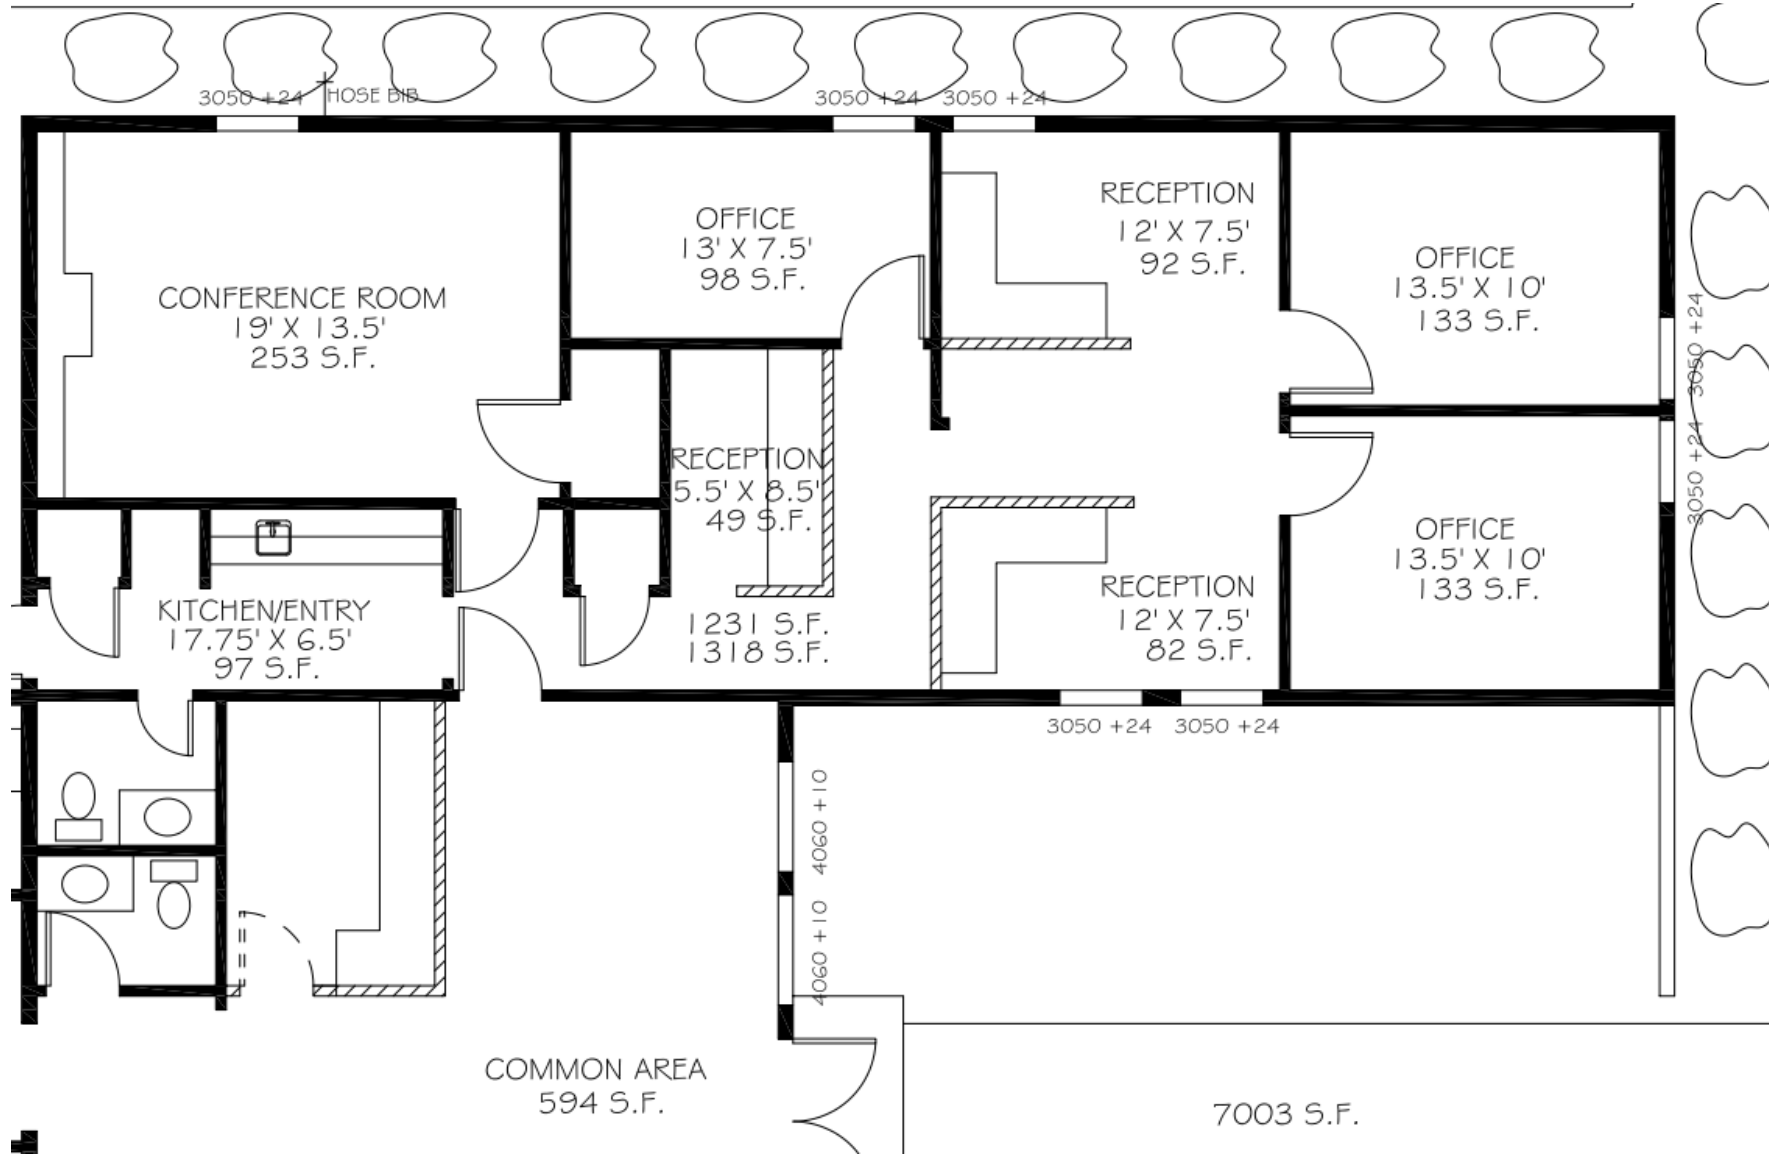 3050 +24
HOSE BIB
3050 +24
3050 +24
CONFERENCE ROOM
19' X 13.5'
253 S.F.
OFFICE
13' X 7.5'
98 S.F.
RECEPTION
12' X 7.5'
92 S.F.
OFFICE
13.5' X 10'
133 S.F.
3050 +24
RECEPTION
5.5' X 8.5'
49 S.F.
3050 +24
OFFICE
13.5' X 10'
133 S.F.
KITCHEN/ENTRY
17.75' X 6.5'
97 S.F.
1231 S.F.
1318 S.F.
RECEPTION
12' X 7.5'
82 S.F.
3050 +24
3050 +24
4060 +10
4060 +10
COMMON AREA
594 S.F.
7003 S.F.